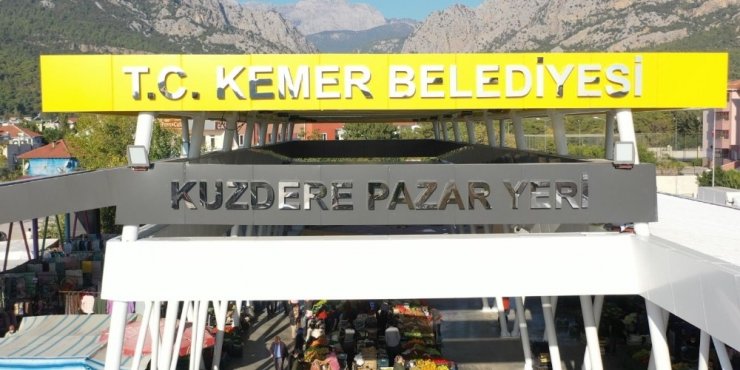 T.C. KEMER BELEDİYESİ
KUZDERE PAZAR YERİ